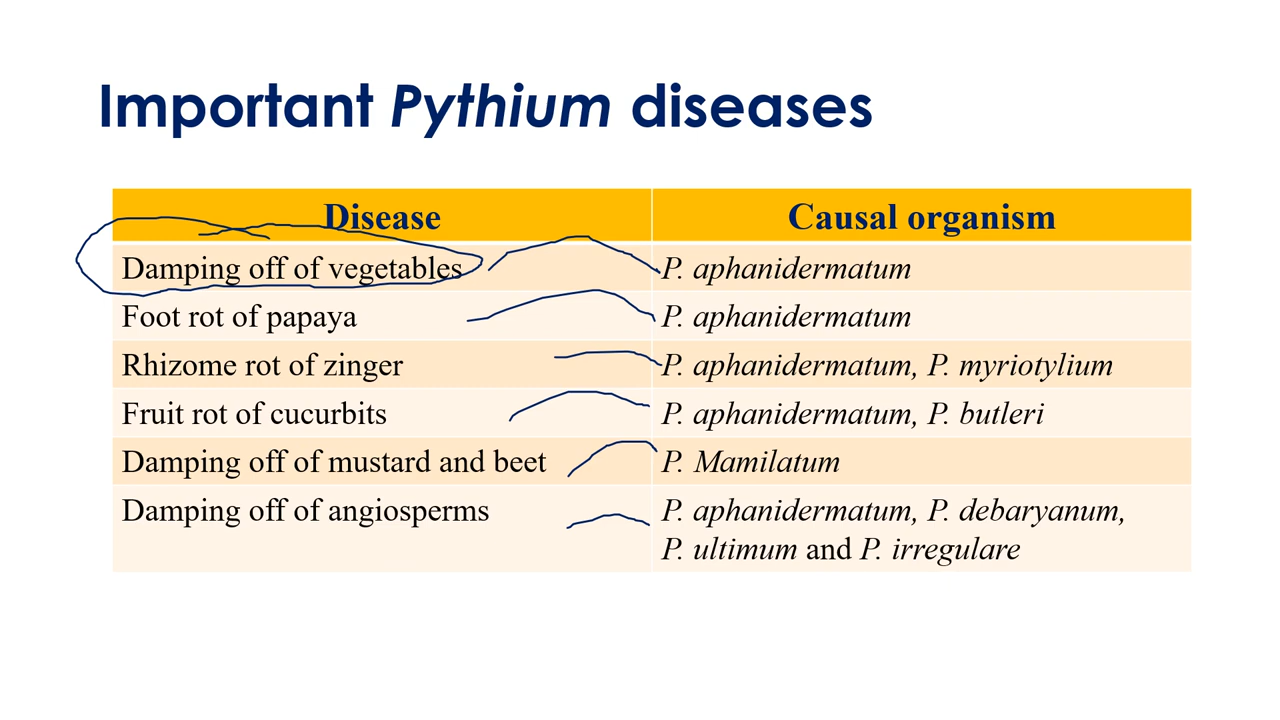 Important Pythium diseases
Disease Causal organism
Damping off of vegetables P. aphanidermatum
Foot rot of papaya P. aphanidermatum
Rhizome rot of zinger P. aphanidermatum, P. myriotylium
Fruit rot of cucurbits P. aphanidermatum, P. butleri
Damping off of mustard and beet P. Mamilatum
Damping off of angiosperms P. aphanidermatum, P. debaryanum,
P. ultimum and P. irregulare